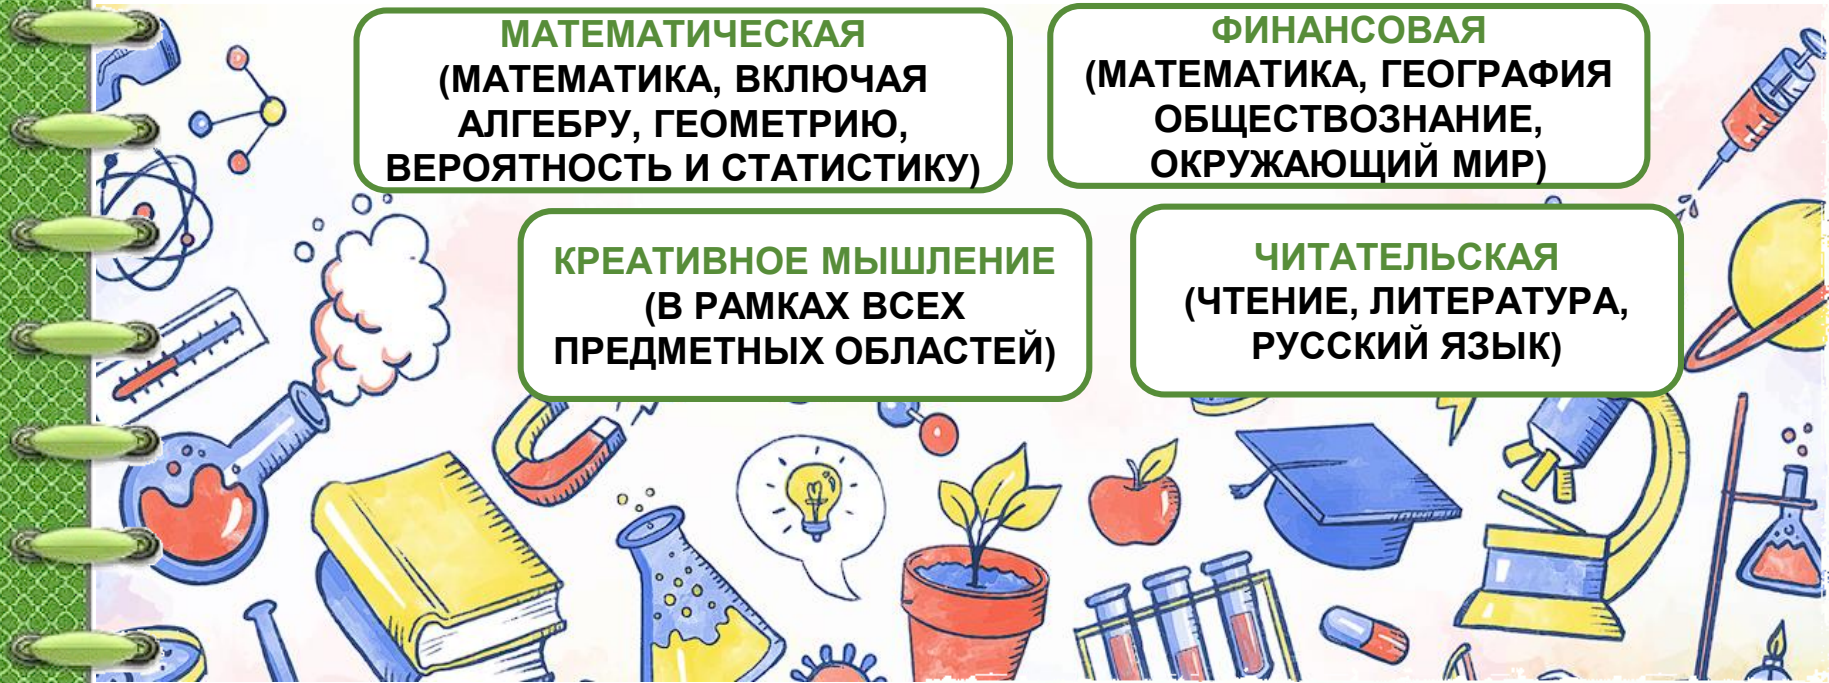 МАТЕМАТИЧЕСКАЯ
(МАТЕМАТИКА, ВКЛЮЧАЯ
АЛГЕБРУ, ГЕОМЕТРИЮ,
ВЕРОЯТНОСТЬ И СТАТИСТИКУ)
ФИНАНСОВАЯ
(МАТЕМАТИКА, ГЕОГРАФИЯ
ОБЩЕСТВОЗНАНИЕ,
ОКРУЖАЮЩИЙ МИР)
КРЕАТИВНОЕ МЫШЛЕНИЕ
(В РАМКАХ ВСЕХ
ПРЕДМЕТНЫХ ОБЛАСТЕЙ)
ЧИТАТЕЛЬСКАЯ
(ЧТЕНИЕ, ЛИТЕРАТУРА,
РУССКИЙ ЯЗЫК)